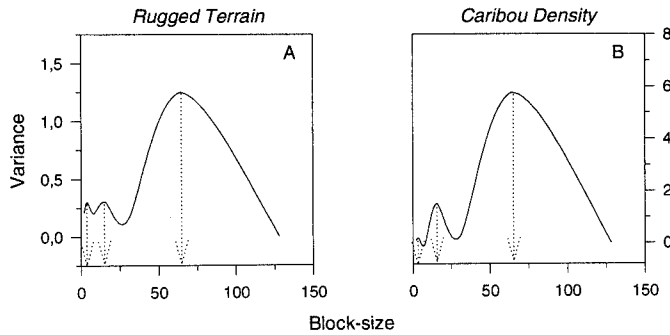 Rugged Terrain
Caribou Density
A
B
Variance
1,5
1,0
0,5
0,0
8
6
4
2
0
0 50 100 150
0 50 100 150
Block-size